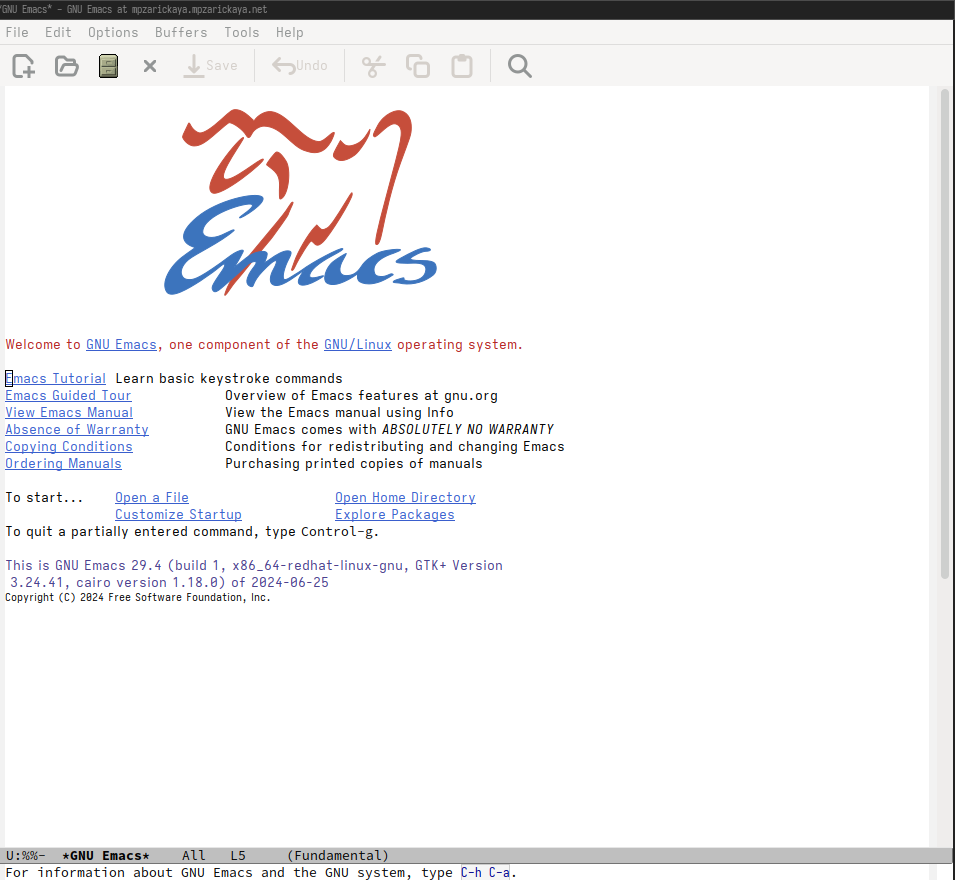 GNU Emacs* – GNU Emacs at mpzarickaya.mpzarickaya.net
File Edit Options Buffers Tools Help
Save Undo
Emacs
Welcome to GNU Emacs, one component of the GNU/Linux operating system.
Emacs Tutorial Learn basic keystroke commands
Emacs Guided Tour Overview of Emacs features at gnu.org
View Emacs Manual View the Emacs manual using Info
Absence of Warranty GNU Emacs comes with ABSOLUTELY NO WARRANTY
Copying Conditions Conditions for redistributing and changing Emacs
Ordering Manuals Purchasing printed copies of manuals
To start... Open a File Open Home Directory
Customize Startup Explore Packages
To quit a partially entered command, type Control-g.
This is GNU Emacs 29.4 (build 1, x86_64-redhat-linux-gnu, GTK+ Version
3.24.41, cairo version 1.18.0) of 2024-06-25
Copyright (C) 2024 Free Software Foundation, Inc.
U:%%- *GNU Emacs* All L5 (Fundamental)
For information about GNU Emacs and the GNU system, type C-h C-a.